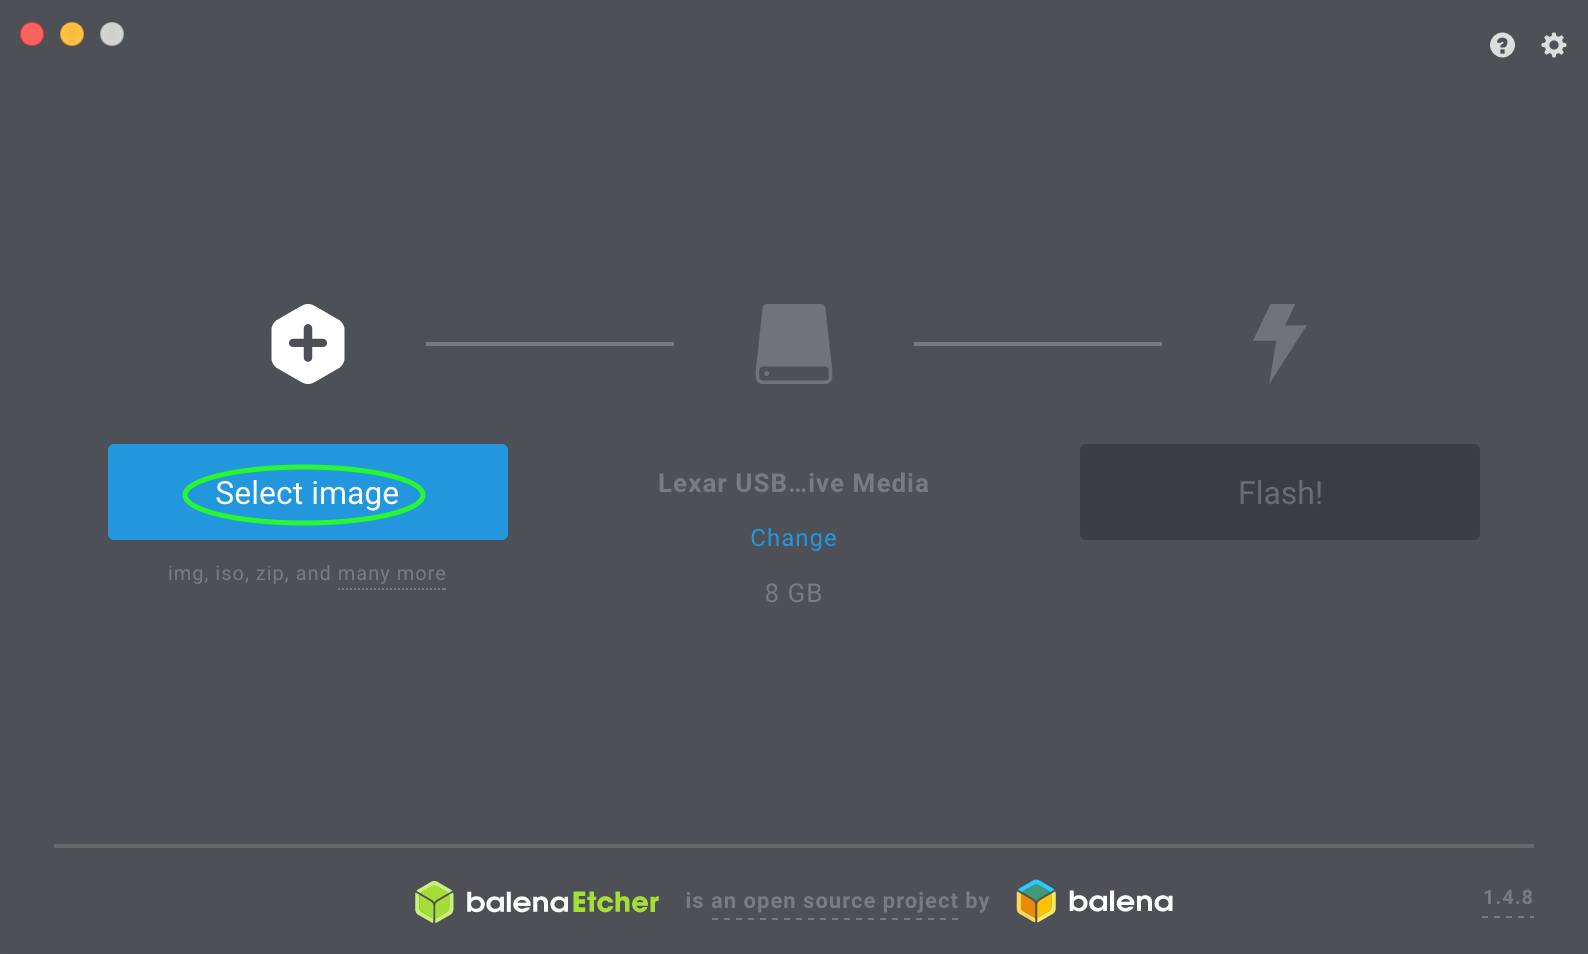 Select image
img, iso, zip, and many more
Lexar USB...ive Media
Change
8 GB
Flash!
balenaEtcher is an open source project by balena
1.4.8